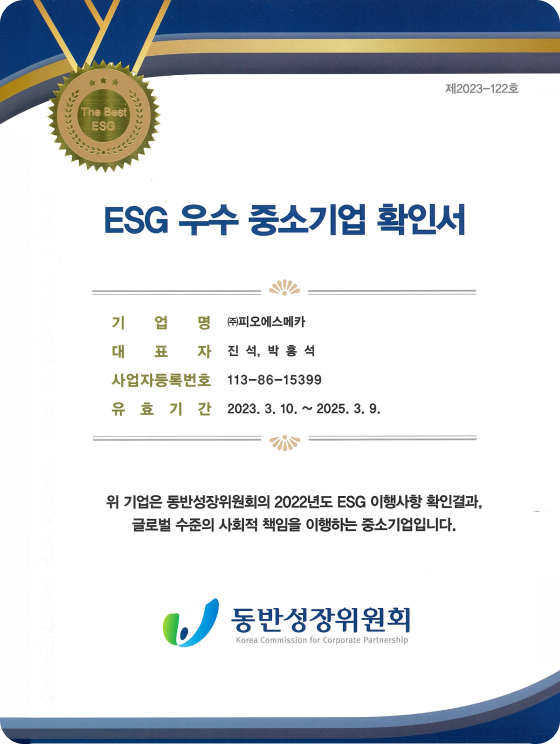 제2023-122호
The Best
ESG
ESG 우수 중소기업 확인서
기 업 명 ㈜피오에스메카
대 표 자 진 석, 박 홍 석
사업자등록번호 113-86-15399
유 효 기 간 2023. 3. 10. ~ 2025. 3. 9.
위 기업은 동반성장위원회의 2022년도 ESG 이행사항 확인결과,
글로벌 수준의 사회적 책임을 이행하는 중소기업입니다.
동반성장위원회
Korea Commission for Corporate Partnership